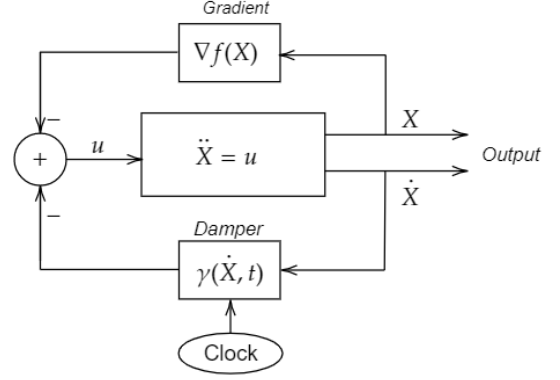 Gradient
∇f(X)
−
X
+
u
Ẍ = u
Output
−
Ẋ
Damper
γ(Ẋ, t)
Clock